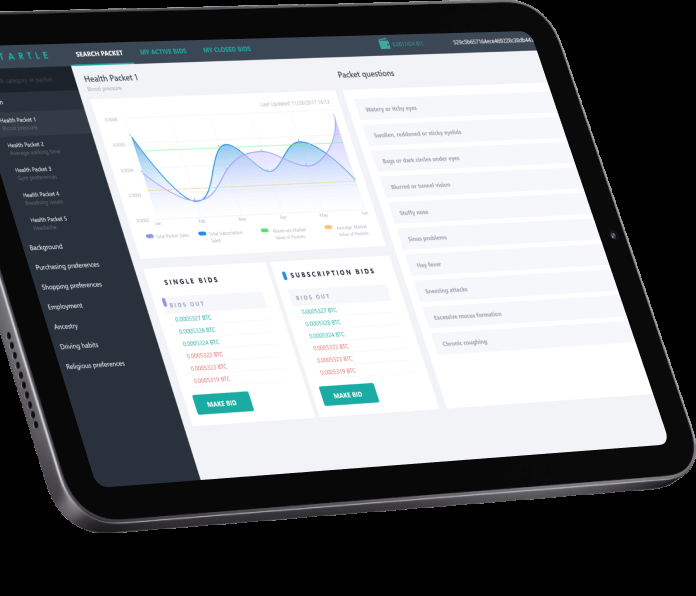 TARTLE
SEARCH PACKET
MY ACTIVE BIDS
MY CLOSED BIDS
category or packet
Health Packet 1
Blood pressure
Health Packet 2
Average walking time
Health Packet 3
Gym preferences
Health Packet 4
Breathing issues
Health Packet 5
Headache
Background
Purchasing preferences
Shopping preferences
Employment
Ancestry
Driving habits
Religious preferences
Health Packet 1
Blood pressure
Last Updated 11/28/2017 16:12
Jan
Feb
Mar
Apr
May
Jun
Total Packet Sales
Total Subscription
Sales
Maximum Market
Value of Packets
Average Market
Value of Packets
SINGLE BIDS
BIDS OUT
0.0005327 BTC
0.0005326 BTC
0.0005324 BTC
0.0005322 BTC
0.0005323 BTC
0.0005319 BTC
MAKE BID
SUBSCRIPTION BIDS
BIDS OUT
0.0005327 BTC
0.0005326 BTC
0.0005324 BTC
0.0005322 BTC
0.0005323 BTC
0.0005319 BTC
MAKE BID
Packet questions
Watery or itchy eyes
Swollen, reddened or sticky eyelids
Bags or dark circles under eyes
Blurred or tunnel vision
Stuffy nose
Sinus problems
Hay fever
Sneezing attacks
Excessive mucus formation
Chronic coughing